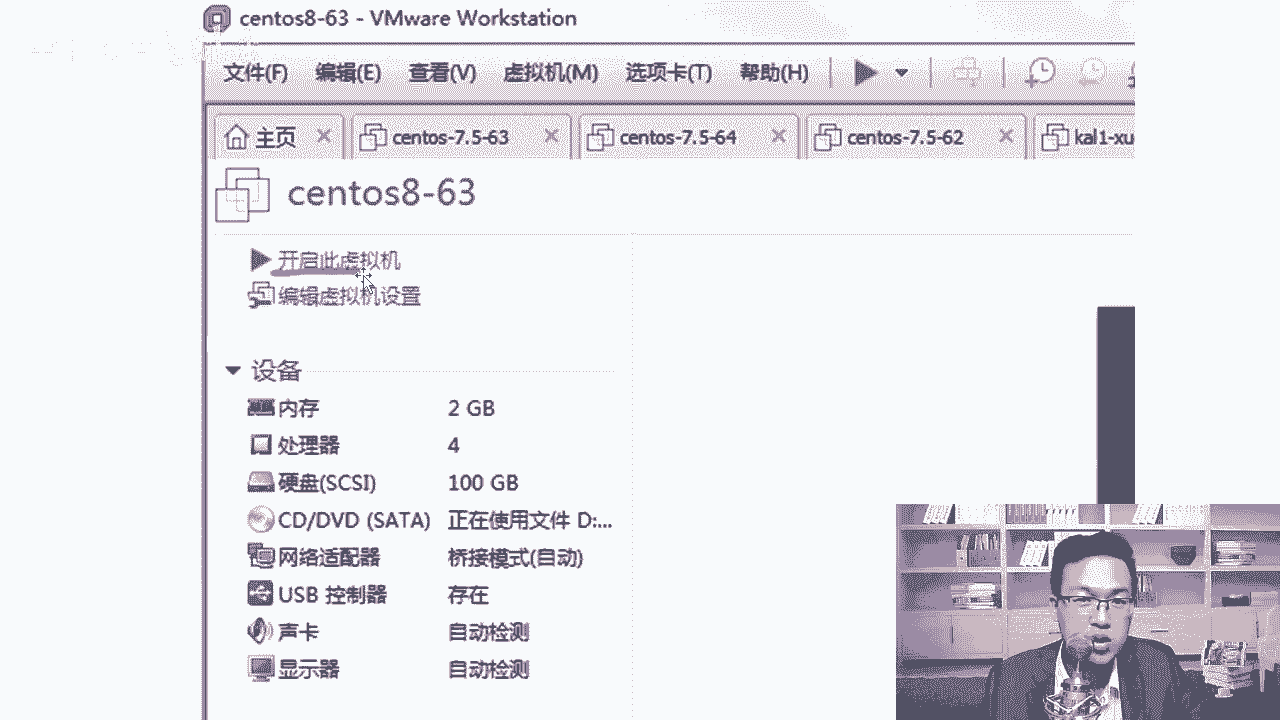 centos8-63 - VMware Workstation
文件(F) 编辑(E) 查看(V) 虚拟机(M) 选项卡(T) 帮助(H)
主页 centos-7.5-63 centos-7.5-64 centos-7.5-62 kal1-xu
centos8-63
开启此虚拟机
编辑虚拟机设置
设备
内存 2 GB
处理器 4
硬盘(SCSI) 100 GB
CD/DVD (SATA) 正在使用文件 D:...
网络适配器 桥接模式(自动)
USB 控制器 存在
声卡 自动检测
显示器 自动检测